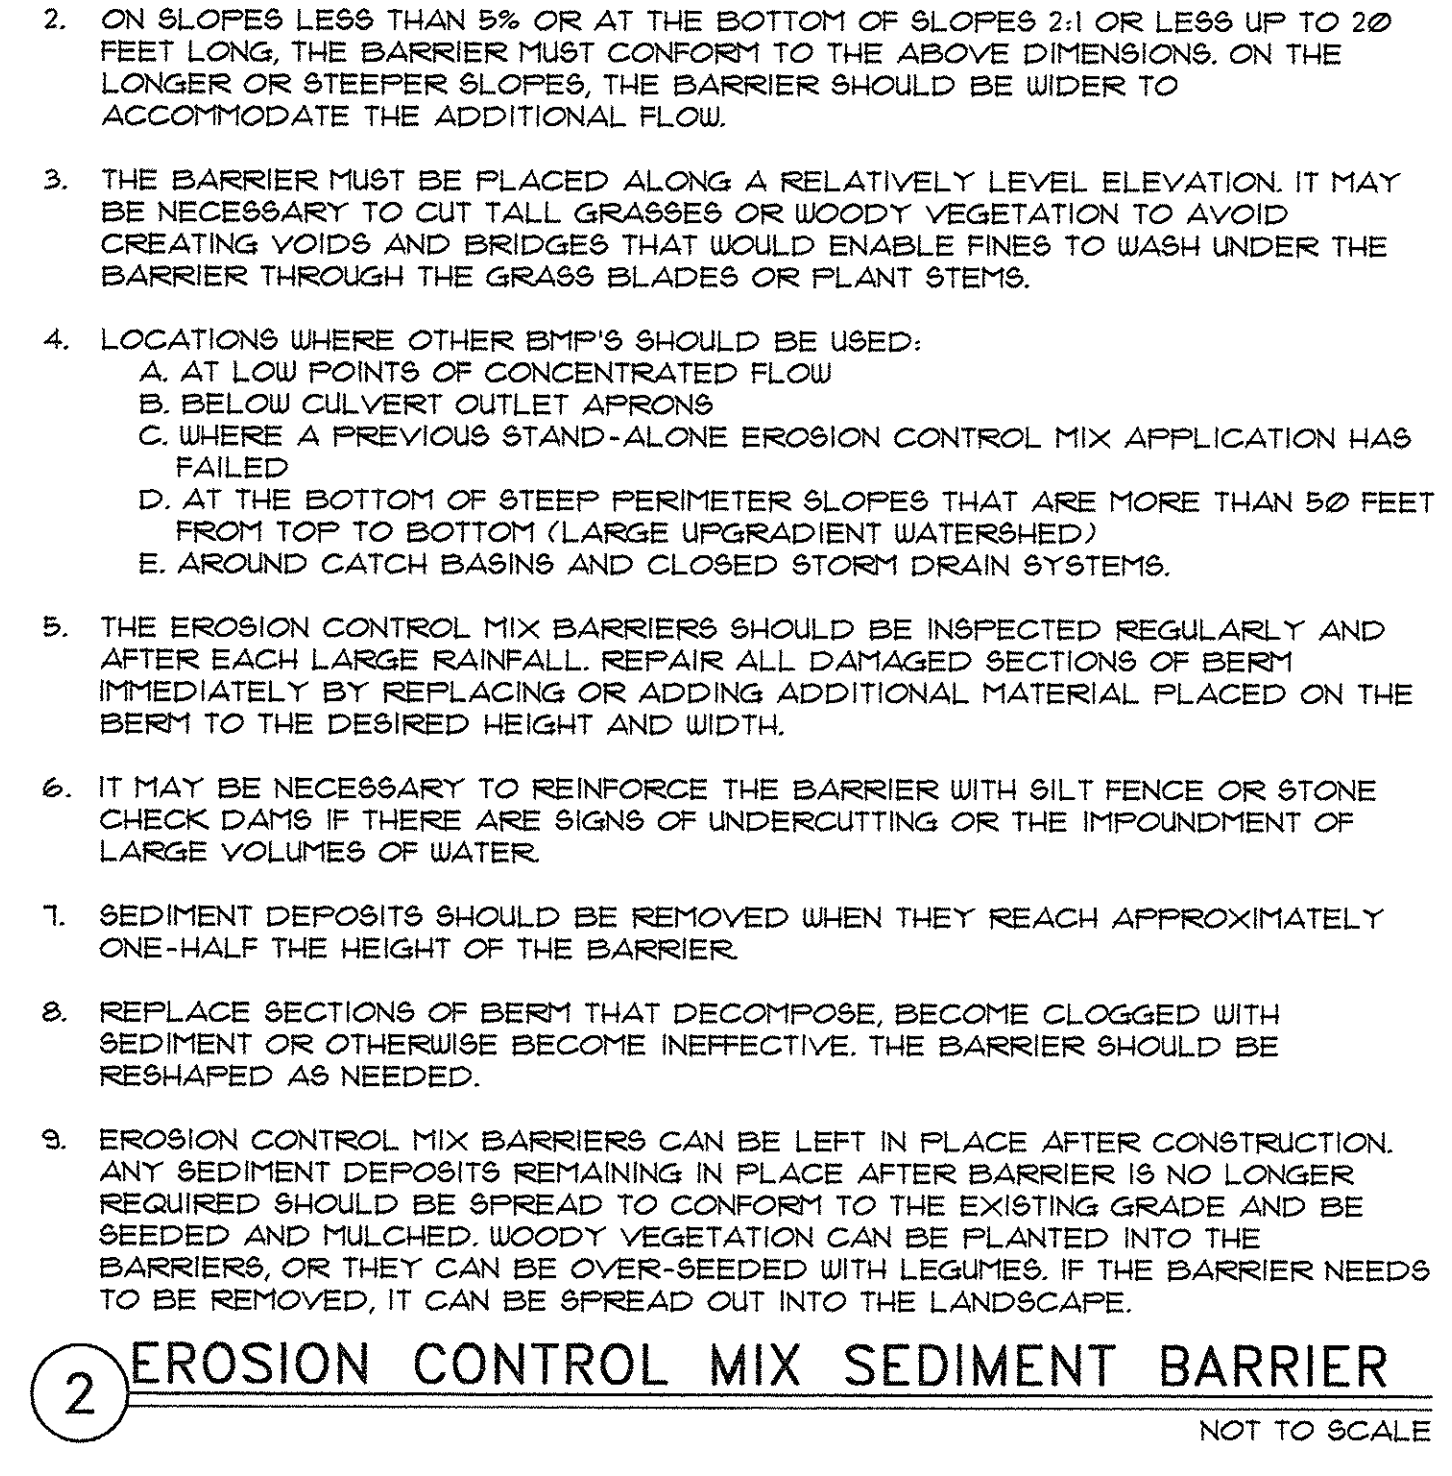 2. ON SLOPES LESS THAN 5% OR AT THE BOTTOM OF SLOPES 2:1 OR LESS UP TO 20
FEET LONG, THE BARRIER MUST CONFORM TO THE ABOVE DIMENSIONS. ON THE
LONGER OR STEEPER SLOPES, THE BARRIER SHOULD BE WIDER TO
ACCOMMODATE THE ADDITIONAL FLOW.
3. THE BARRIER MUST BE PLACED ALONG A RELATIVELY LEVEL ELEVATION. IT MAY
BE NECESSARY TO CUT TALL GRASSES OR WOODY VEGETATION TO AVOID
CREATING VOIDS AND BRIDGES THAT WOULD ENABLE FINES TO WASH UNDER THE
BARRIER THROUGH THE GRASS BLADES OR PLANT STEMS.
4. LOCATIONS WHERE OTHER BMP'S SHOULD BE USED:
A. AT LOW POINTS OF CONCENTRATED FLOW
B. BELOW CULVERT OUTLET APRONS
C. WHERE A PREVIOUS STAND-ALONE EROSION CONTROL MIX APPLICATION HAS
FAILED
D. AT THE BOTTOM OF STEEP PERIMETER SLOPES THAT ARE MORE THAN 50 FEET
FROM TOP TO BOTTOM (LARGE UPGRADIENT WATERSHED)
E. AROUND CATCH BASINS AND CLOSED STORM DRAIN SYSTEMS.
5. THE EROSION CONTROL MIX BARRIERS SHOULD BE INSPECTED REGULARLY AND
AFTER EACH LARGE RAINFALL. REPAIR ALL DAMAGED SECTIONS OF BERM
IMMEDIATELY BY REPLACING OR ADDING ADDITIONAL MATERIAL PLACED ON THE
BERM TO THE DESIRED HEIGHT AND WIDTH.
6. IT MAY BE NECESSARY TO REINFORCE THE BARRIER WITH SILT FENCE OR STONE
CHECK DAMS IF THERE ARE SIGNS OF UNDERCUTTING OR THE IMPOUNDMENT OF
LARGE VOLUMES OF WATER.
7. SEDIMENT DEPOSITS SHOULD BE REMOVED WHEN THEY REACH APPROXIMATELY
ONE-HALF THE HEIGHT OF THE BARRIER.
8. REPLACE SECTIONS OF BERM THAT DECOMPOSE, BECOME CLOGGED WITH
SEDIMENT OR OTHERWISE BECOME INEFFECTIVE. THE BARRIER SHOULD BE
RESHAPED AS NEEDED.
9. EROSION CONTROL MIX BARRIERS CAN BE LEFT IN PLACE AFTER CONSTRUCTION.
ANY SEDIMENT DEPOSITS REMAINING IN PLACE AFTER BARRIER IS NO LONGER
REQUIRED SHOULD BE SPREAD TO CONFORM TO THE EXISTING GRADE AND BE
SEEDED AND MULCHED. WOODY VEGETATION CAN BE PLANTED INTO THE
BARRIERS, OR THEY CAN BE OVER-SEEDED WITH LEGUMES. IF THE BARRIER NEEDS
TO BE REMOVED, IT CAN BE SPREAD OUT INTO THE LANDSCAPE.
2 EROSION CONTROL MIX SEDIMENT BARRIER
NOT TO SCALE